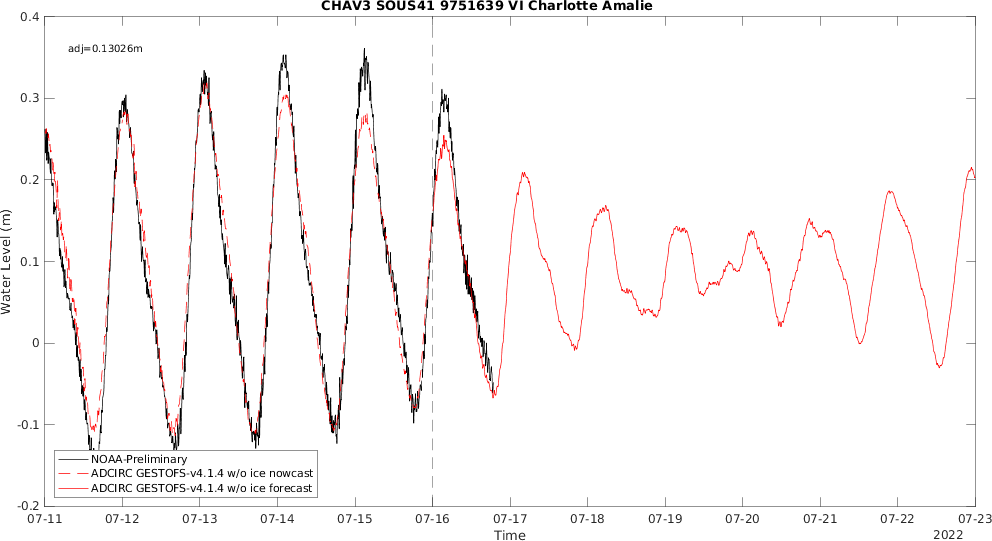 CHAV3 SOUS41 9751639 VI Charlotte Amalie
adj=0.13026m
0.4
0.3
0.2
0.1
0
-0.1
-0.2
Water Level (m)
NOAA-Preliminary
ADCIRC GESTOFS-v4.1.4 w/o ice nowcast
ADCIRC GESTOFS-v4.1.4 w/o ice forecast
07-11 07-12 07-13 07-14 07-15 07-16 07-17 07-18 07-19 07-20 07-21 07-22 07-23
Time
2022